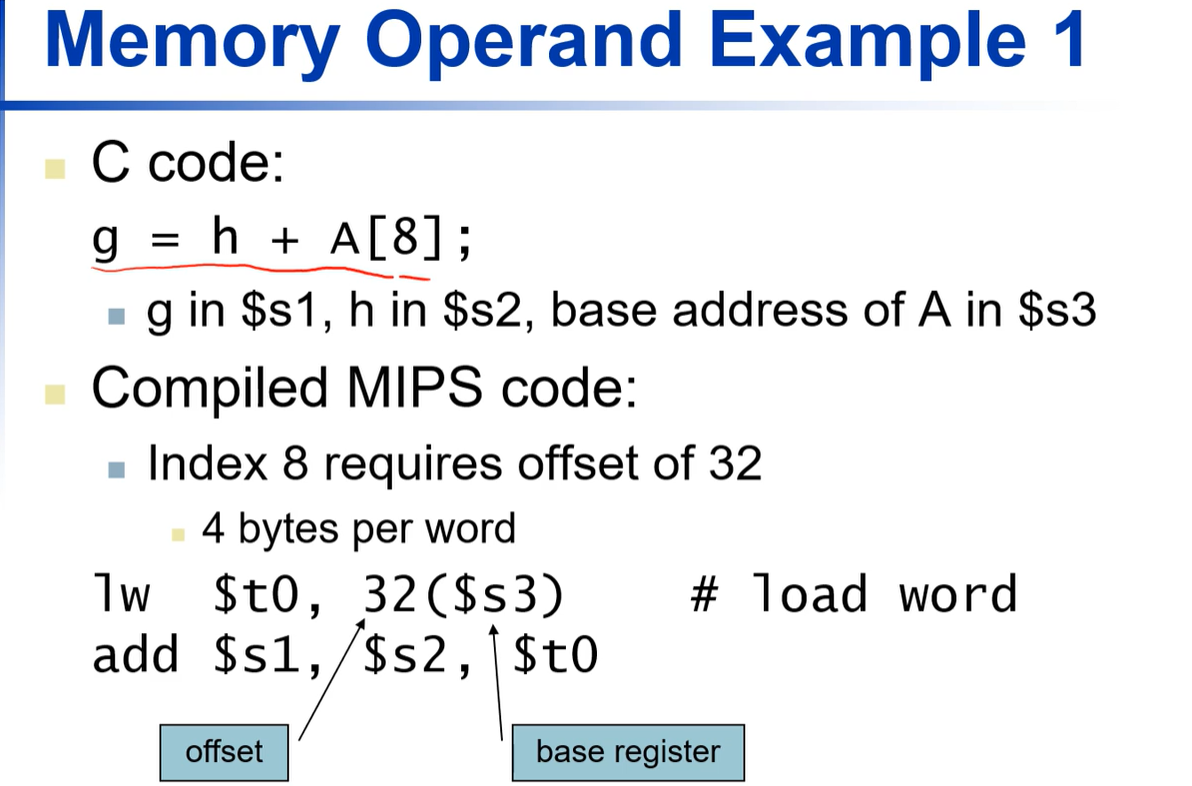 Memory Operand Example 1
C code:
g = h + A[8];
g in $s1, h in $s2, base address of A in $s3
Compiled MIPS code:
Index 8 requires offset of 32
4 bytes per word
lw $t0, 32($s3) # load word
add $s1, $s2, $t0
offset base register